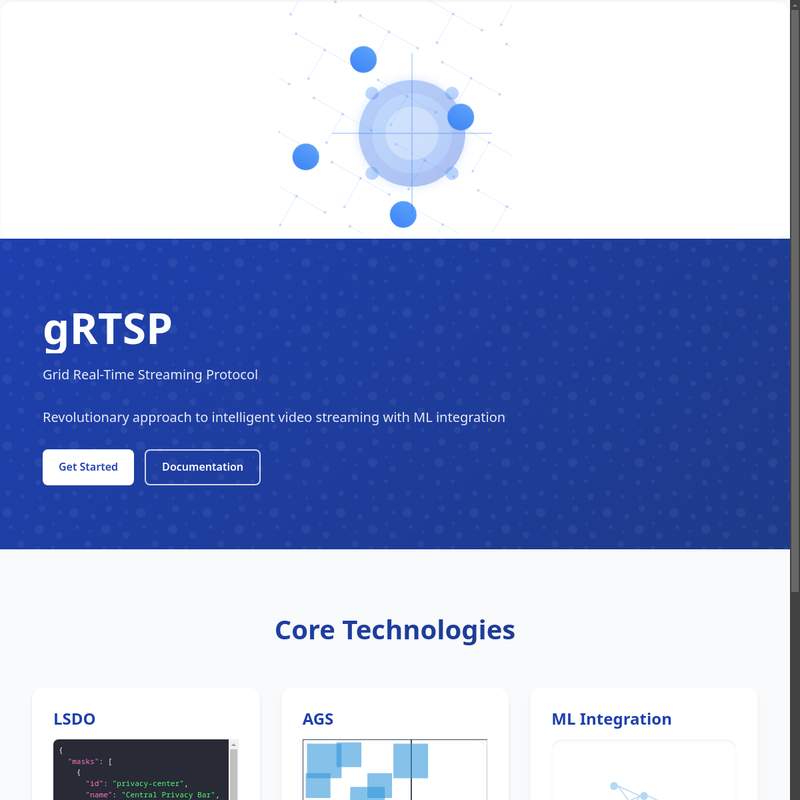 gRTSP
Grid Real-Time Streaming Protocol
Revolutionary approach to intelligent video streaming with ML integration
Get Started
Documentation
Core Technologies
LSDO
{
"masks": [
{
"id": "privacy-center",
"name": "Central Privacy Bar",
AGS
ML Integration